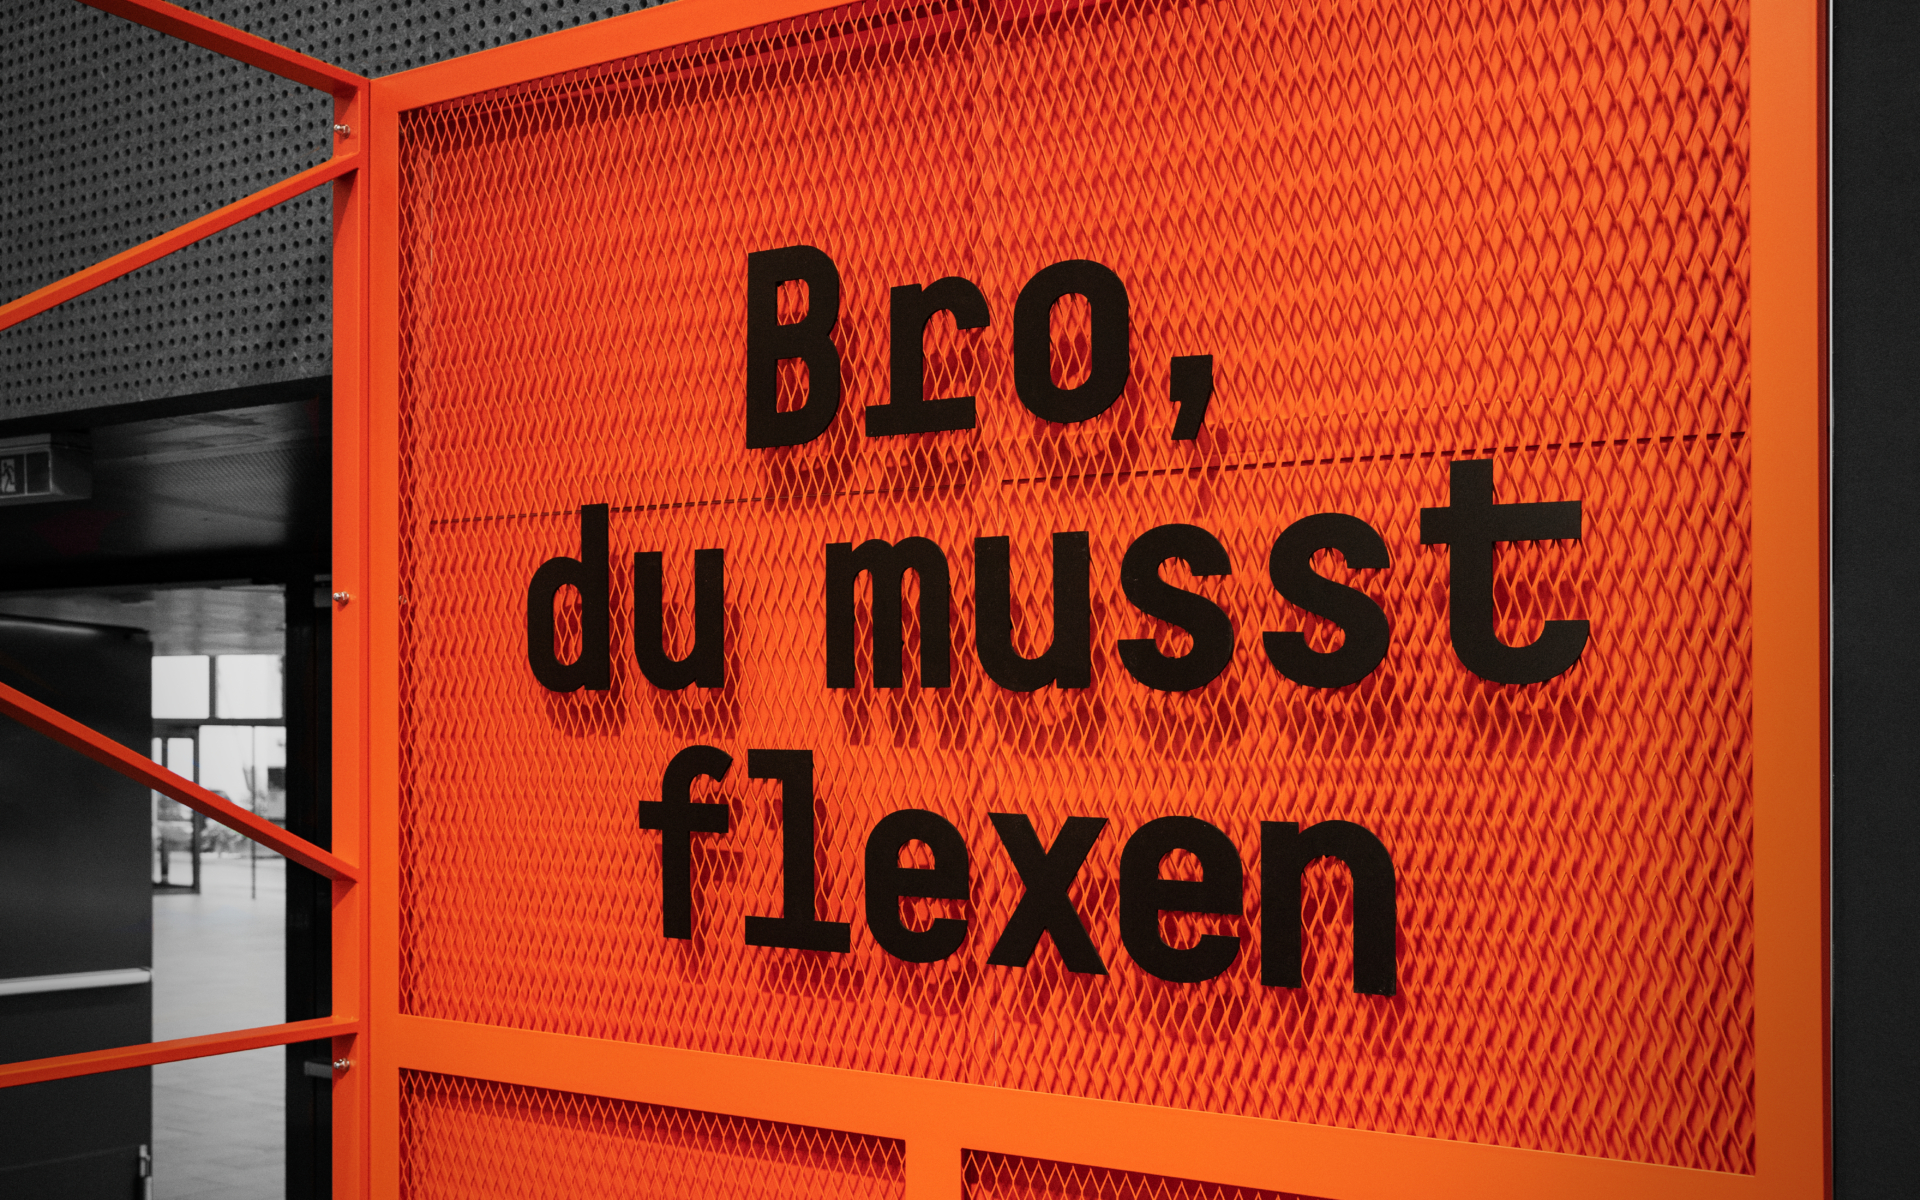 Bro,
du musst
flexen